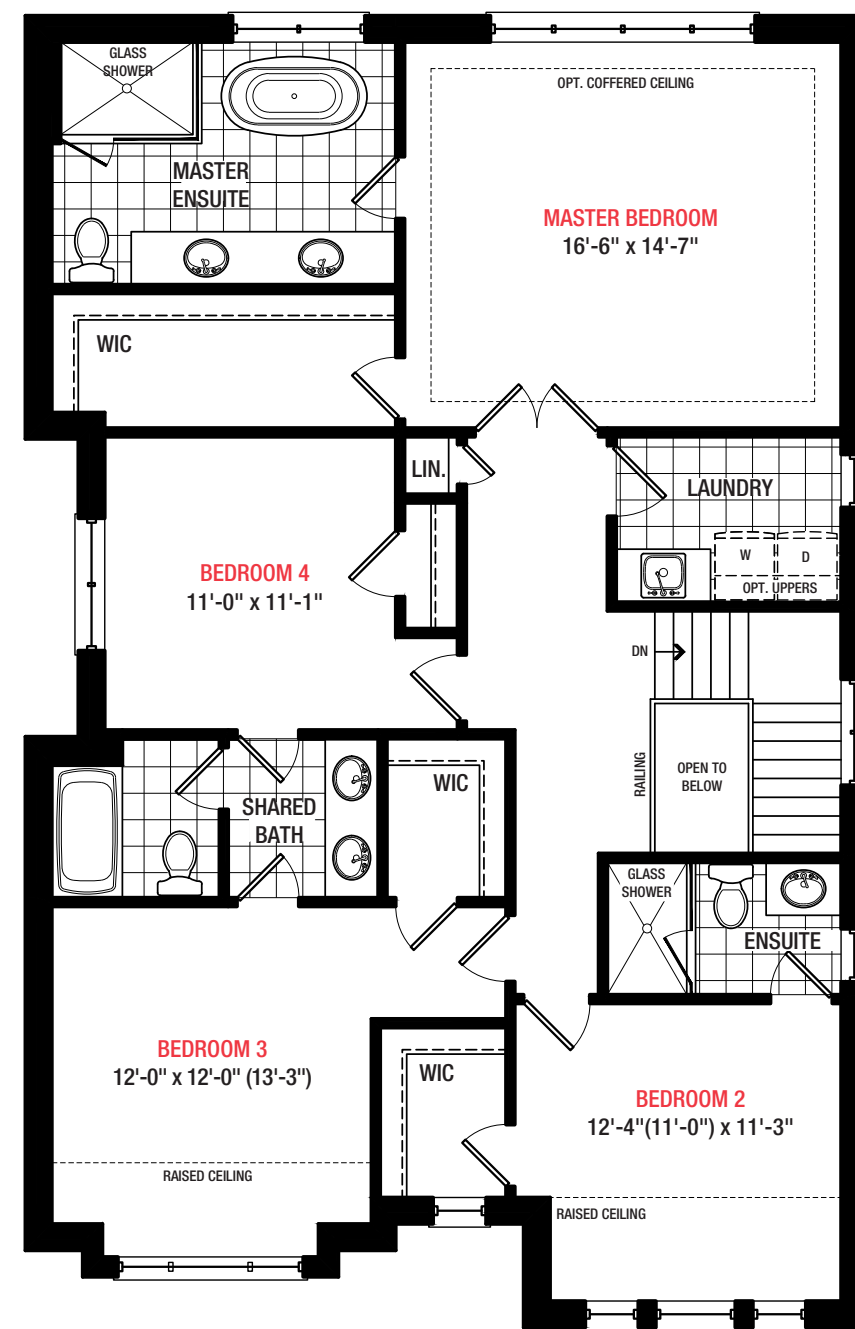 GLASS
SHOWER
OPT. COFFERED CEILING
MASTER
ENSUITE
MASTER BEDROOM
16'-6" x 14'-7"
WIC
LIN.
LAUNDRY
W
D
OPT. UPPERS
BEDROOM 4
11'-0" x 11'-1"
DN
RAILING
OPEN TO
BELOW
WIC
SHARED
BATH
GLASS
SHOWER
ENSUITE
BEDROOM 3
12'-0" x 12'-0" (13'-3")
WIC
BEDROOM 2
12'-4"(11'-0") x 11'-3"
RAISED CEILING
RAISED CEILING